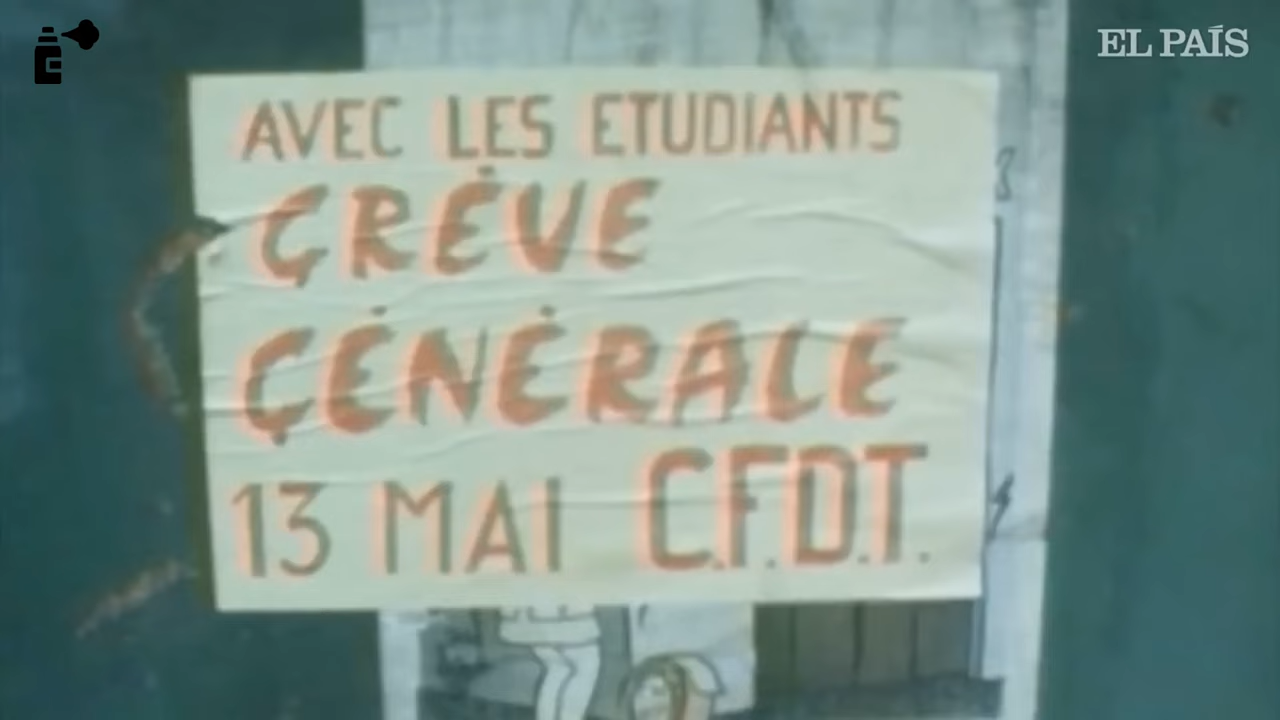 EL PAÍS
AVEC LES ETUDIANTS
GRÈVE
GÉNÉRALE
13 MAI C.F.D.T.